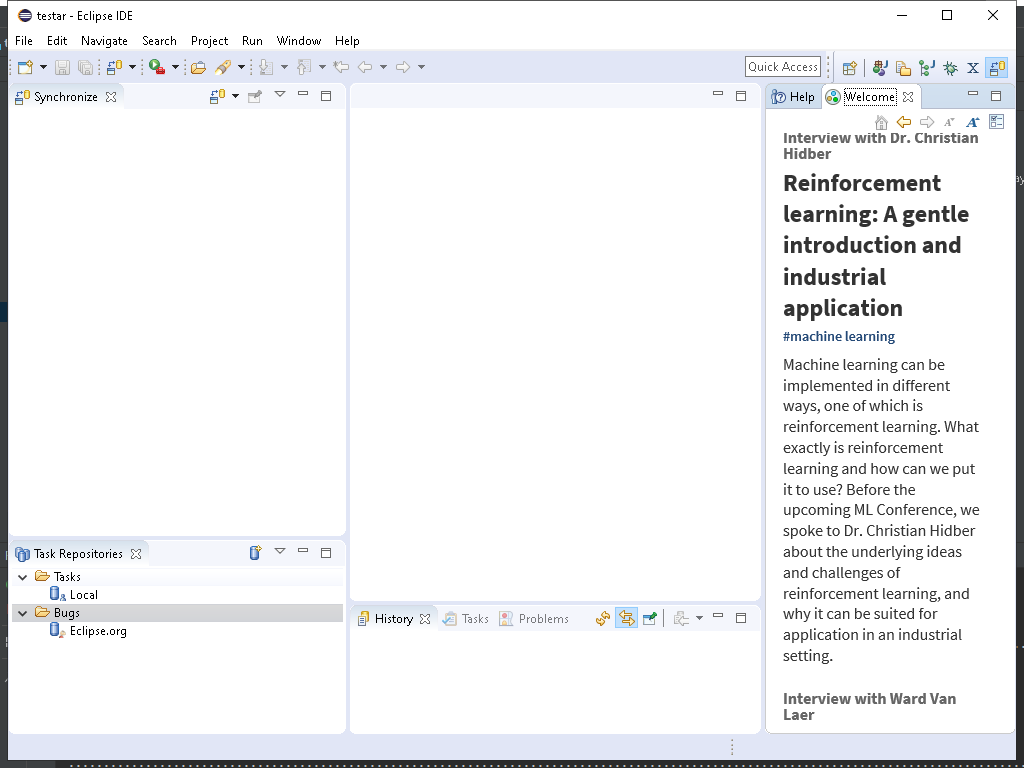 testar - Eclipse IDE
File Edit Navigate Search Project Run Window Help
Quick Access
Synchronize
Help Welcome
Interview with Dr. Christian
Hidber
Reinforcement
learning: A gentle
introduction and
industrial
application
#machine learning
Machine learning can be
implemented in different
ways, one of which is
reinforcement learning. What
exactly is reinforcement
learning and how can we put
it to use? Before the
upcoming ML Conference, we
spoke to Dr. Christian Hidber
about the underlying ideas
and challenges of
reinforcement learning, and
why it can be suited for
application in an industrial
setting.
Interview with Ward Van
Laer
Task Repositories
Tasks
Local
Bugs
Eclipse.org
History Tasks Problems